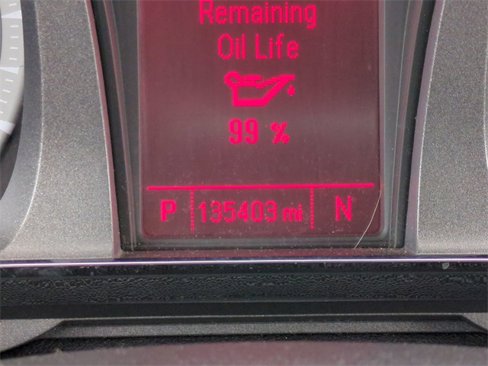 Remaining
Oil Life
99 %
P 135403 mi N